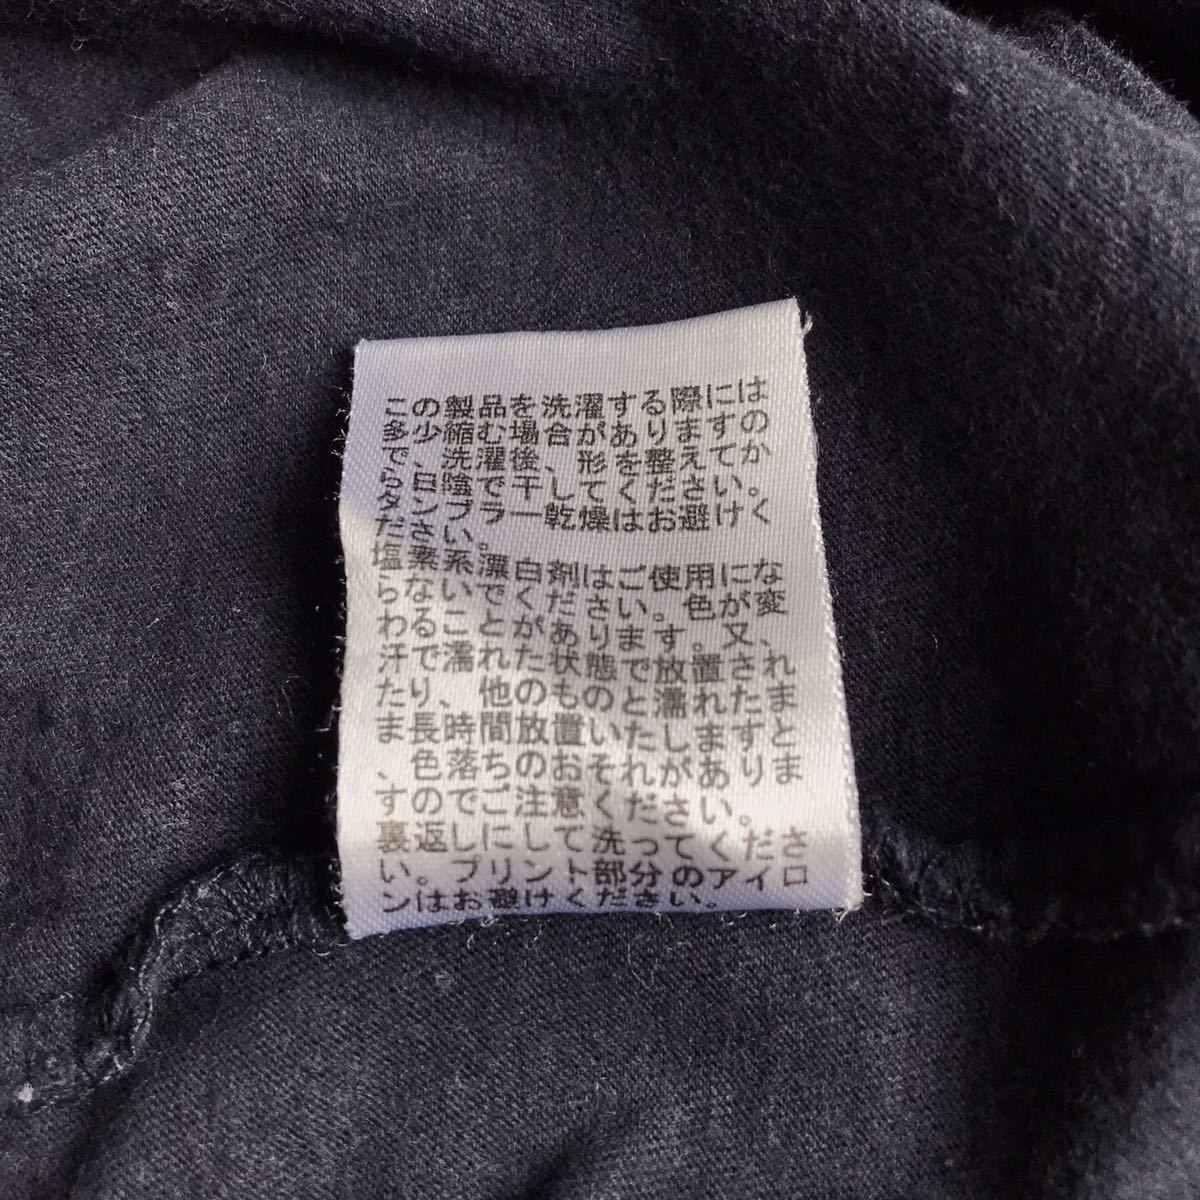 この製品を洗濯する際には
多少縮む場合がありますの
で、洗濯後、形を整えてか
ら日陰で干してください。
タンブラー乾燥はお避けく
ださい。
塩素系漂白剤はご使用にな
らないでください。色が変
わることがあります。又、
汗で濡れた状態で放置され
たり、他のものと濡れたま
ま長時間放置いたしますと
、色落ちのおそれがありま
すのでご注意ください。
裏返しにして洗ってくださ
い。プリント部分のアイロ
ンはお避けください。